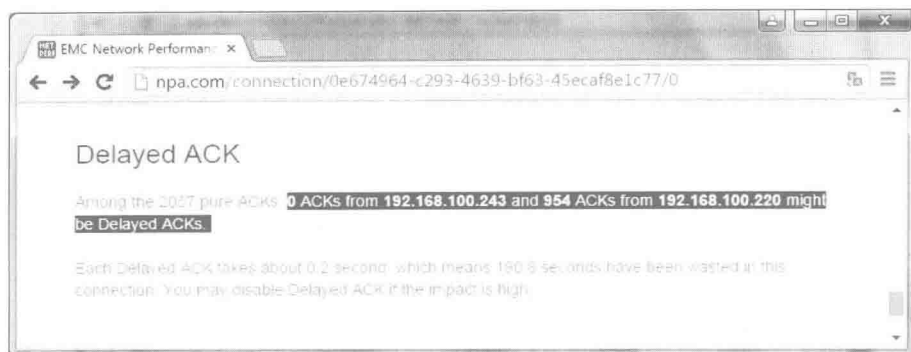 EMC Network Performan
npa.com/connection/0e674964-c293-4639-bf63-45ecaf8e1c77/0
Delayed ACK
Among the 2057 pure ACKs, 0 ACKs from 192.168.100.243 and 954 ACKs from 192.168.100.220 might
be Delayed ACKs.
Each Delayed ACK takes about 0.2 second, which means 190.8 seconds have been wasted in this
connection. You may disable Delayed ACK if the impact is high.